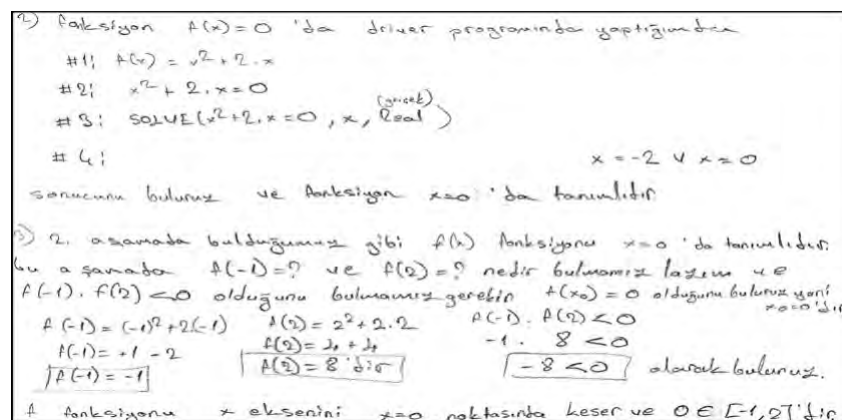 2) fonksiyon f(x)=0 'da driver programında yaptığımızdan
#1: f(x) = x² + 2.x
#2: x² + 2.x = 0
#3: SOLVE(x² + 2.x = 0, x, Real) (gerçek)
#4: x = -2 ∨ x = 0
sonucunu buluruz ve fonksiyon x=0 'da tanımlıdır
3) 2. aşamada bulduğumuz gibi f(x) fonksiyonu x=0 'da tanımlıdır.
bu aşamada f(-1)=? ve f(2)=? nedir bulmamız lazım ve
f(-1).f(2)<0 olduğunu bulmamız gerekir f(x₀)=0 olduğunu buluruz yani x₀=0'dır
f(-1) = (-1)²+2(-1) f(2) = 2²+2.2 f(-1).f(2)<0
f(-1) = +1 - 2 f(2) = 4 + 4 -1 . 8 <0
f(-1) = -1 f(2) = 8 'dir -8<0 olarak buluruz.
f fonksiyonu x eksenini x=0 noktasında keser ve 0 ∈ [-1,2]'dir